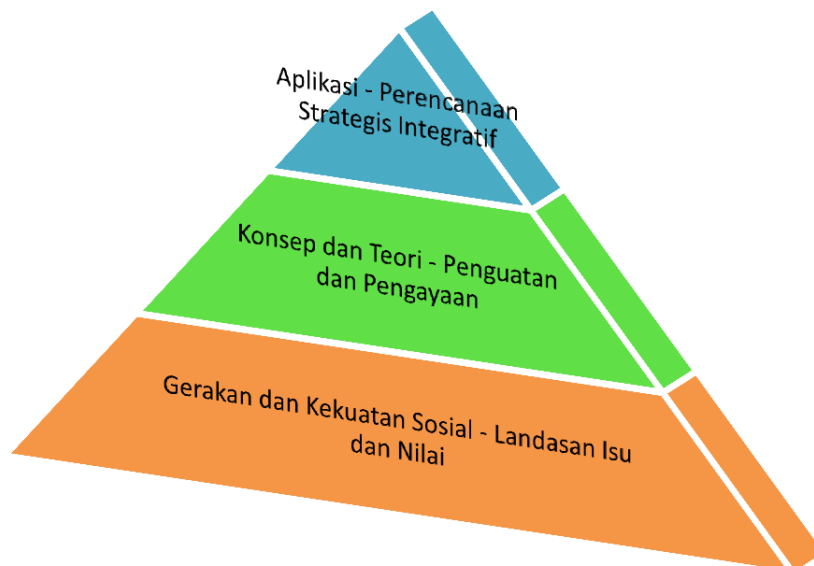 Aplikasi - Perencanaan
Strategis Integratif
Konsep dan Teori - Penguatan
dan Pengayaan
Gerakan dan Kekuatan Sosial - Landasan Isu
dan Nilai